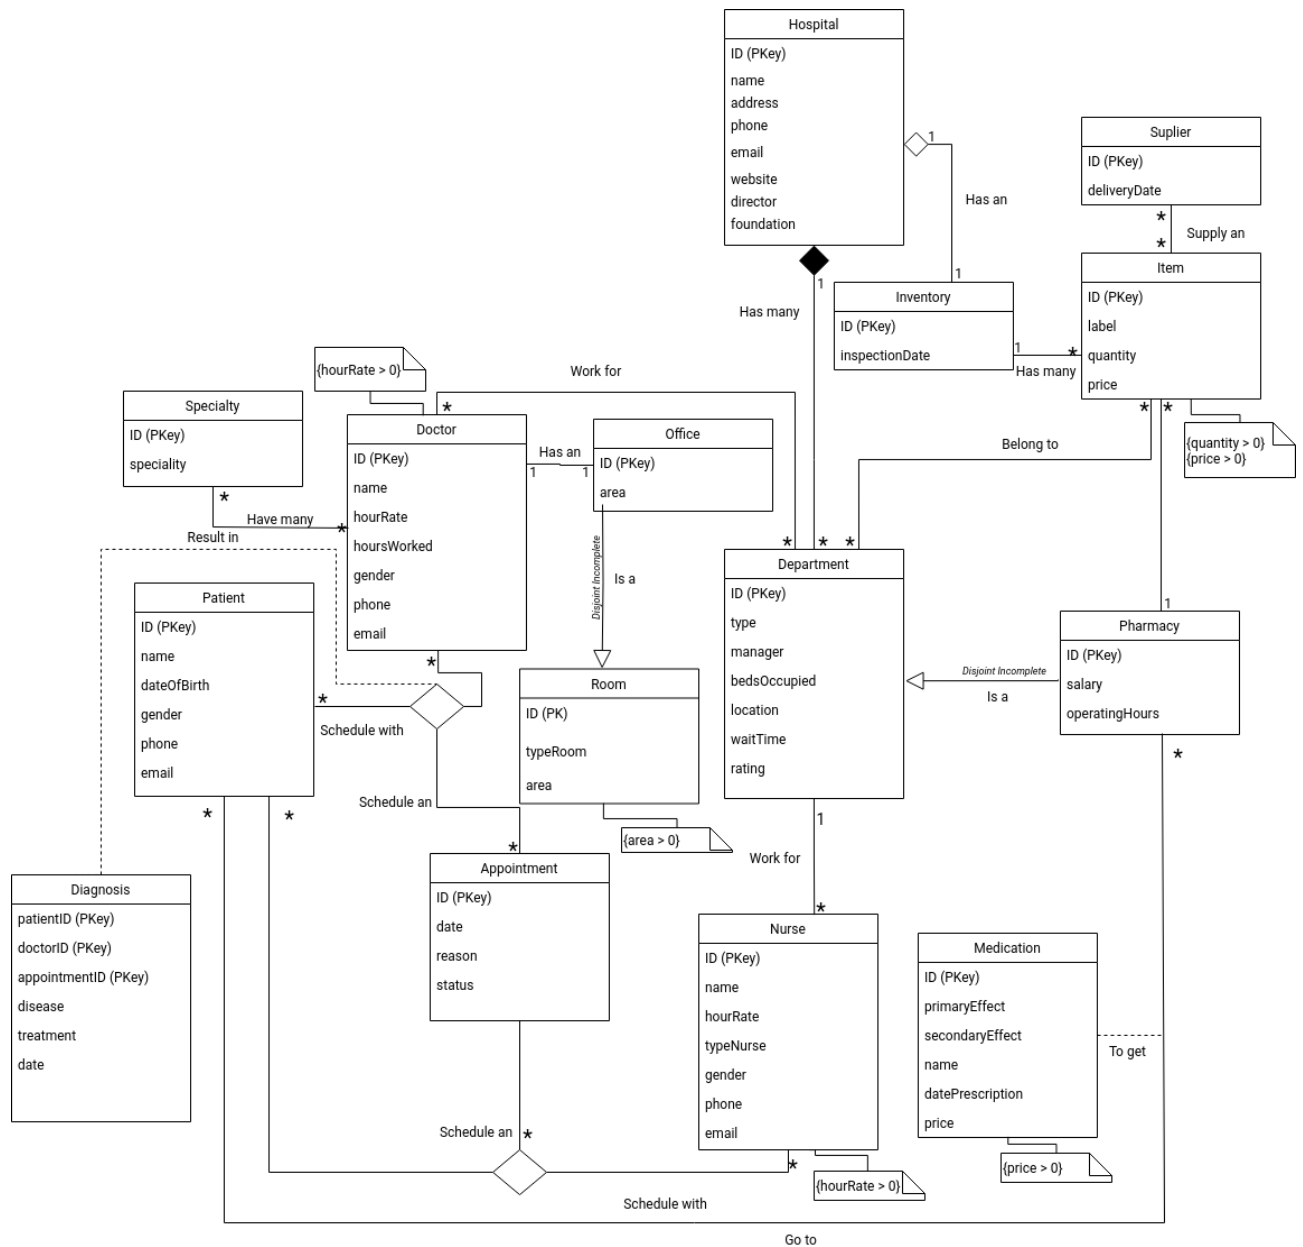 Hospital
ID (PKey)
name
address
phone
email
website
director
foundation
1
Has an
1
Suplier
ID (PKey)
deliveryDate
*
Supply an
*
Item
ID (PKey)
label
quantity
price
Inventory
ID (PKey)
inspectionDate
1
*
Has many
1
Has many
{hourRate > 0}
Work for
*
Specialty
ID (PKey)
speciality
*
Have many
*
Doctor
ID (PKey)
name
hourRate
hoursWorked
gender
phone
email
*
Has an
1
1
Office
ID (PKey)
area
Disjoint Incomplete
Is a
*
*
*
Belong to
*
*
{quantity > 0}
{price > 0}
1
Result in
Patient
ID (PKey)
name
dateOfBirth
gender
phone
email
*
Schedule with
Room
ID (PK)
typeRoom
area
{area > 0}
Department
ID (PKey)
type
manager
bedsOccupied
location
waitTime
rating
Disjoint Incomplete
Is a
Pharmacy
ID (PKey)
salary
operatingHours
*
*
*
Schedule an
*
Appointment
ID (PKey)
date
reason
status
1
Work for
*
Diagnosis
patientID (PKey)
doctorID (PKey)
appointmentID (PKey)
disease
treatment
date
Nurse
ID (PKey)
name
hourRate
typeNurse
gender
phone
email
Medication
ID (PKey)
primaryEffect
secondaryEffect
name
datePrescription
price
To get
Schedule an
*
*
{hourRate > 0}
{price > 0}
Schedule with
Go to